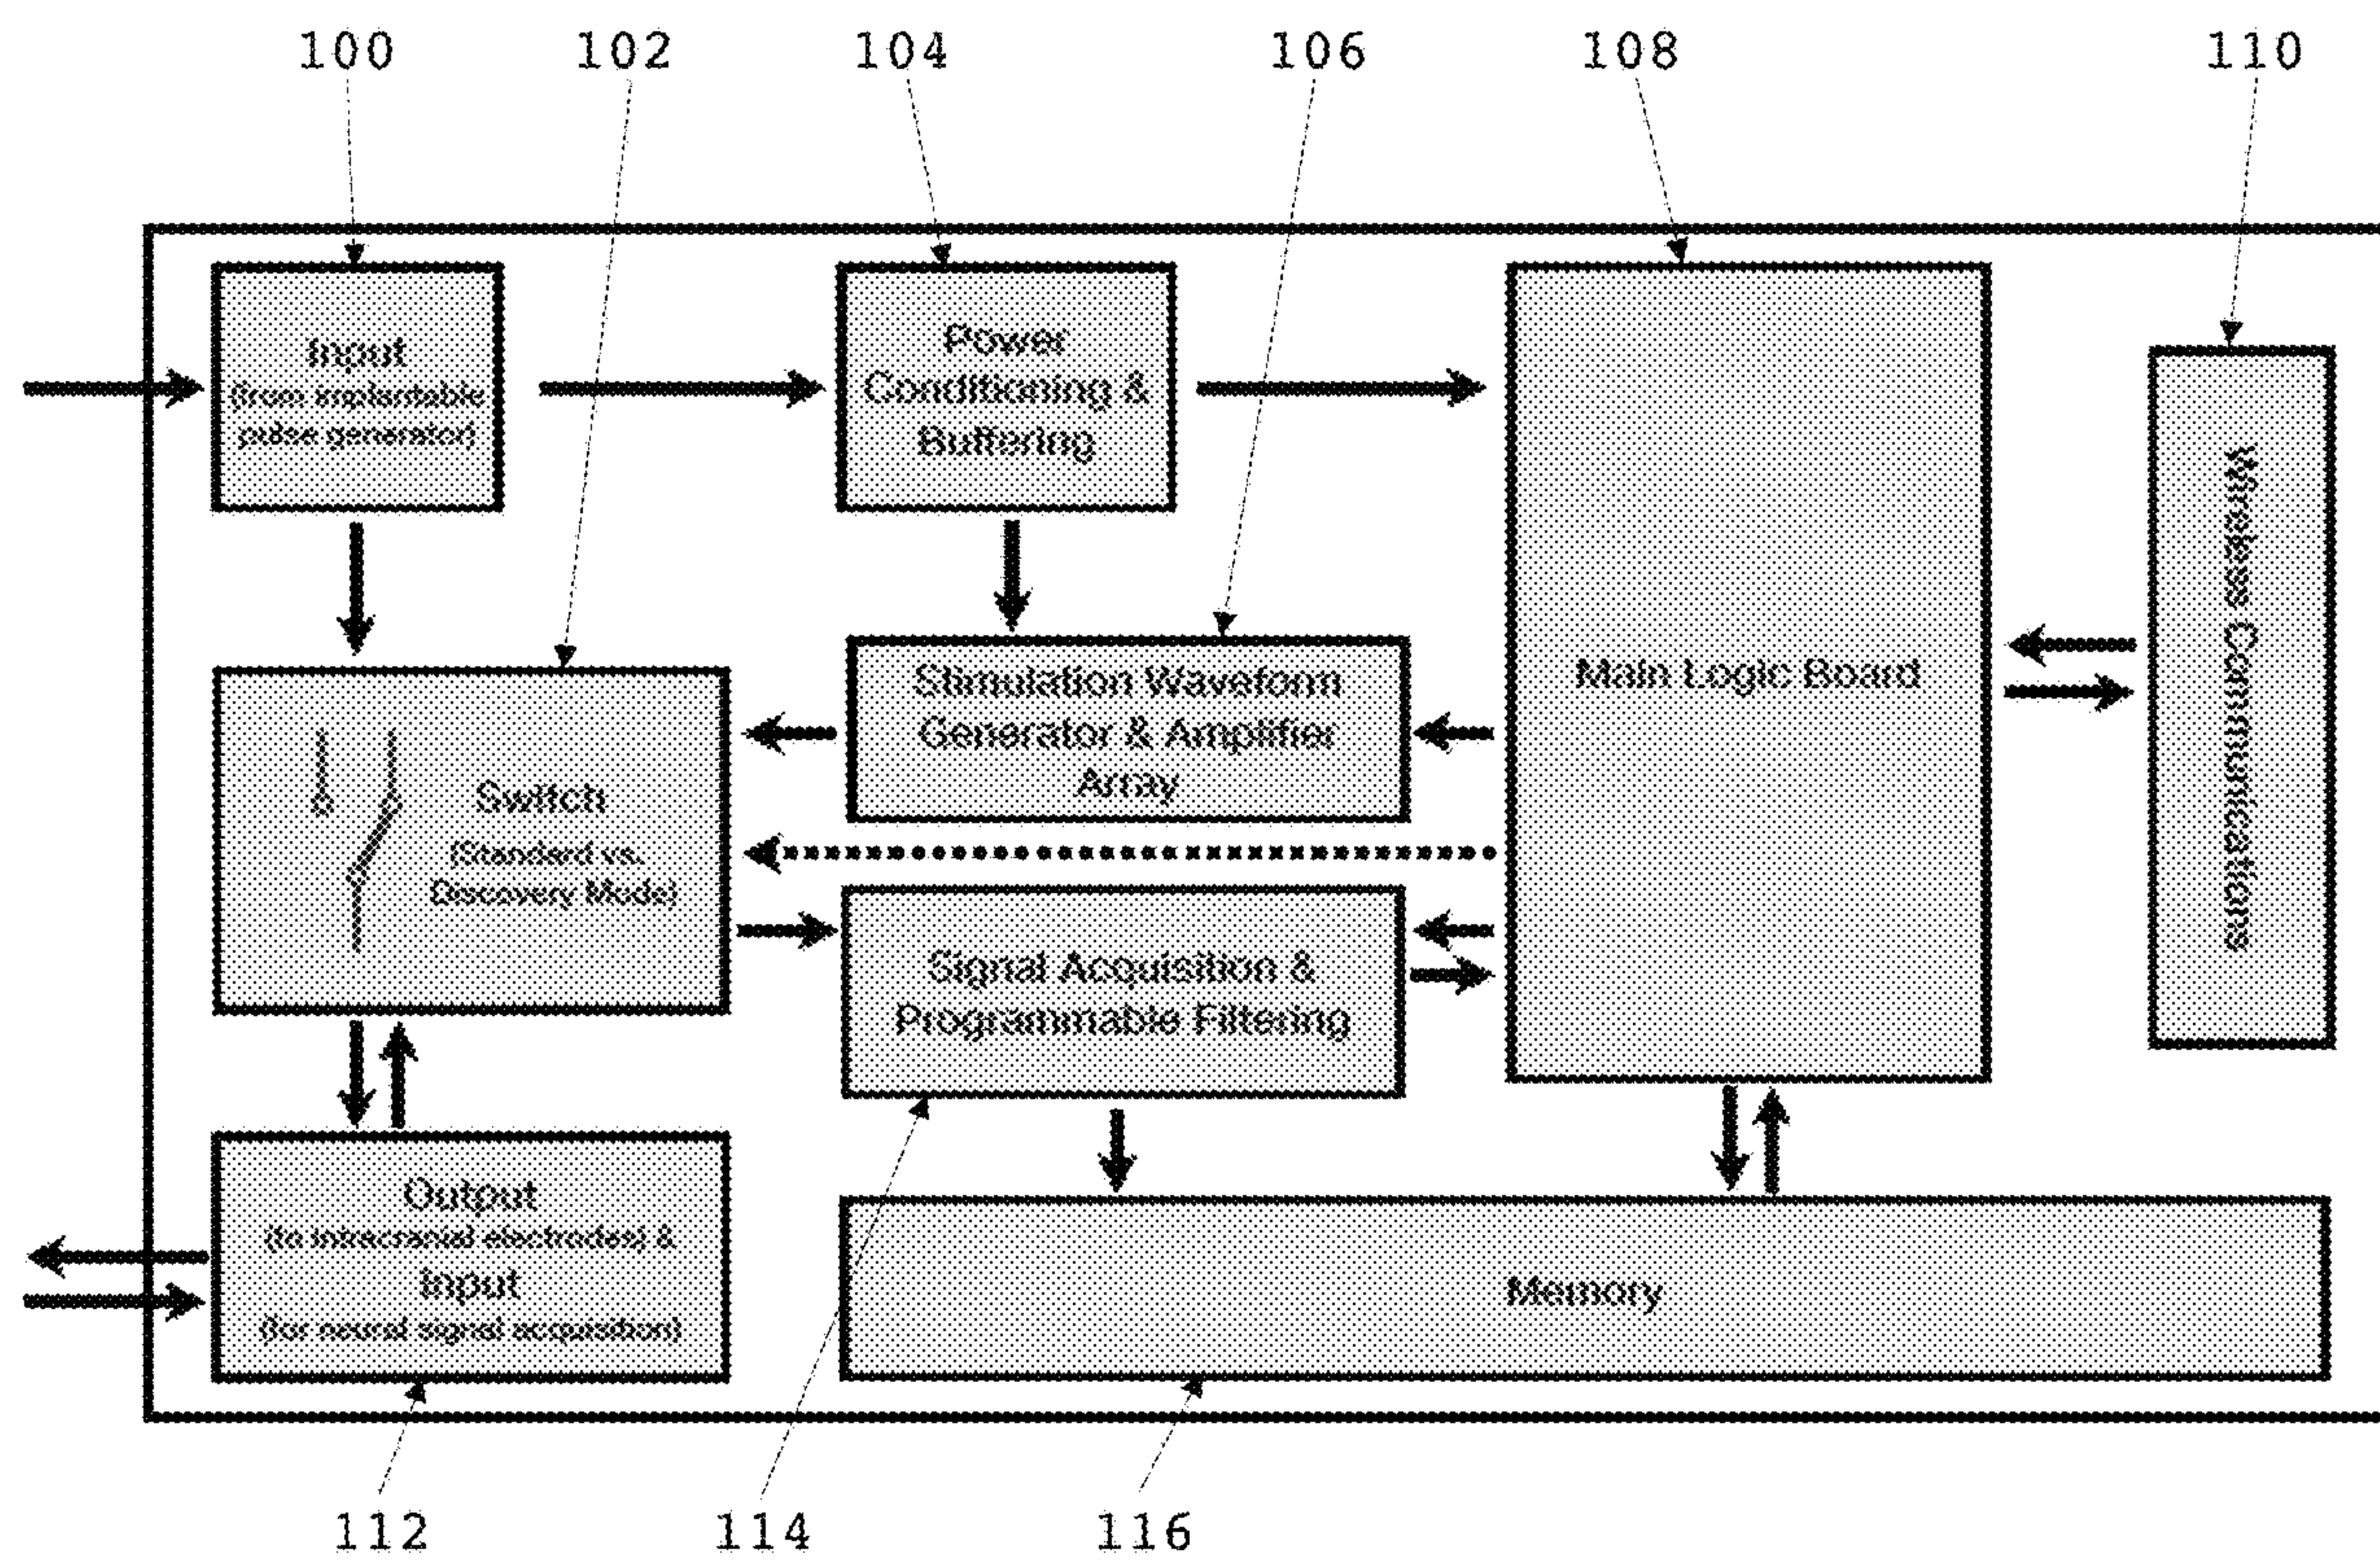 100
102
104
106
108
110
Input
(from implantable
pulse generator)
Power
Conditioning &
Buffering
Main Logic Board
Wireless Communications
Stimulation Waveform
Generator & Amplifier
Array
Switch
(Standard vs.
Discovery Mode)
Signal Acquisition &
Programmable Filtering
Output
(to intracranial electrodes) &
Input
(for neural signal acquisition)
Memory
112
114
116